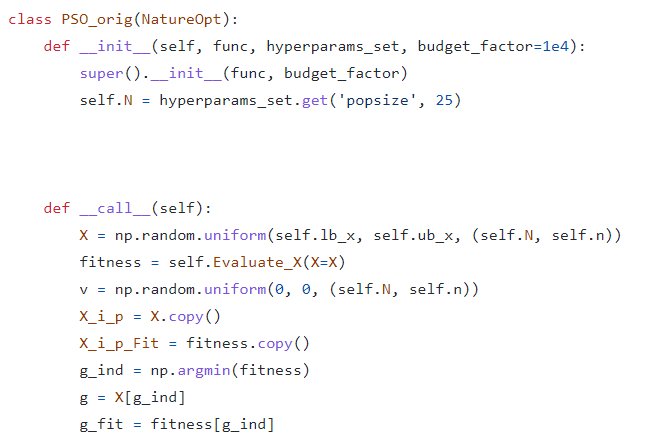 class PSO_orig(NatureOpt):
    def __init__(self, func, hyperparams_set, budget_factor=1e4):
        super().__init__(func, budget_factor)
        self.N = hyperparams_set.get('popsize', 25)
    def __call__(self):
        X = np.random.uniform(self.lb_x, self.ub_x, (self.N, self.n))
        fitness = self.Evaluate_X(X=X)
        v = np.random.uniform(0, 0, (self.N, self.n))
        X_i_p = X.copy()
        X_i_p_Fit = fitness.copy()
        g_ind = np.argmin(fitness)
        g = X[g_ind]
        g_fit = fitness[g_ind]